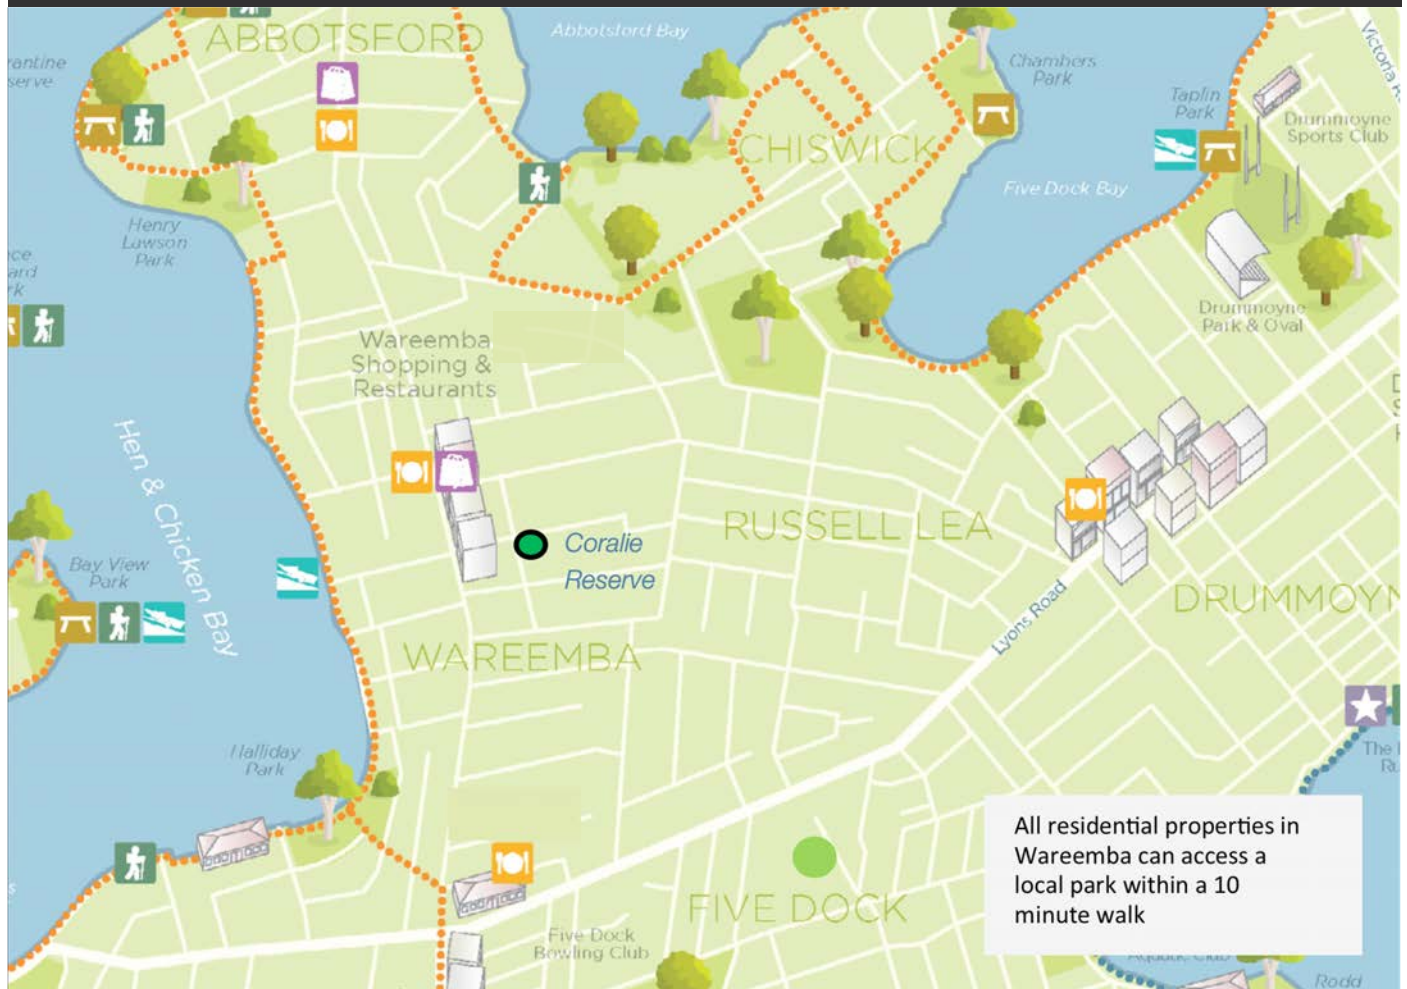 ABBOTSFORD
Abbotsford Bay
Chambers
Park
Victoria
Taplin
Park
Drummoyne
Sports Club
CHISWICK
Five Dock Bay
Henry
Lawson
Park
Drummoyne
Park & Oval
Wareemba
Shopping &
Restaurants
Hen & Chicken Bay
RUSSELL LEA
Coralie
Reserve
Bay View
Park
DRUMMOYN
Lyons Road
WAREEMBA
Halliday
Park
The
All residential properties in
Wareemba can access a
local park within a 10
minute walk
FIVE DOCK
Five Dock
Bowling Club
Rodd